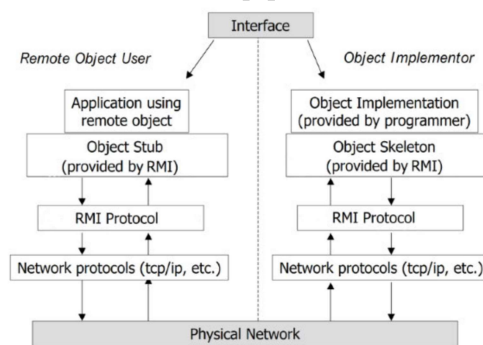 Interface
Remote Object User
Object Implementor
Application using
remote object
Object Implementation
(provided by programmer)
Object Stub
(provided by RMI)
Object Skeleton
(provided by RMI)
RMI Protocol
RMI Protocol
Network protocols (tcp/ip, etc.)
Network protocols (tcp/ip, etc.)
Physical Network